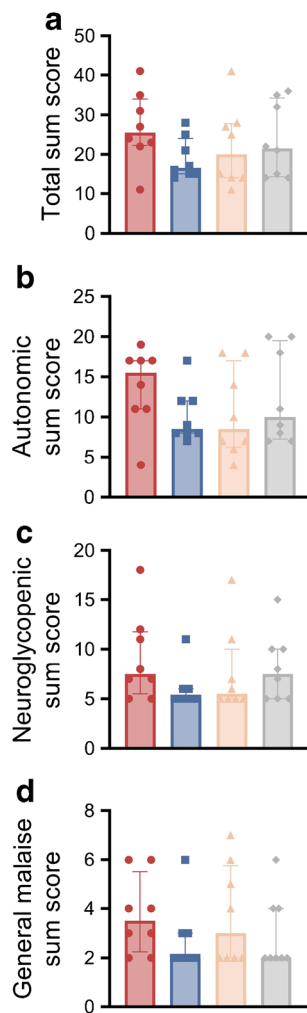 a
Total sum score
50
40
30
20
10
0
b
Autonomic
sum score
25
20
15
10
5
0
c
Neuroglycopenic
sum score
20
15
10
5
0
d
General malaise
sum score
8
6
4
2
0